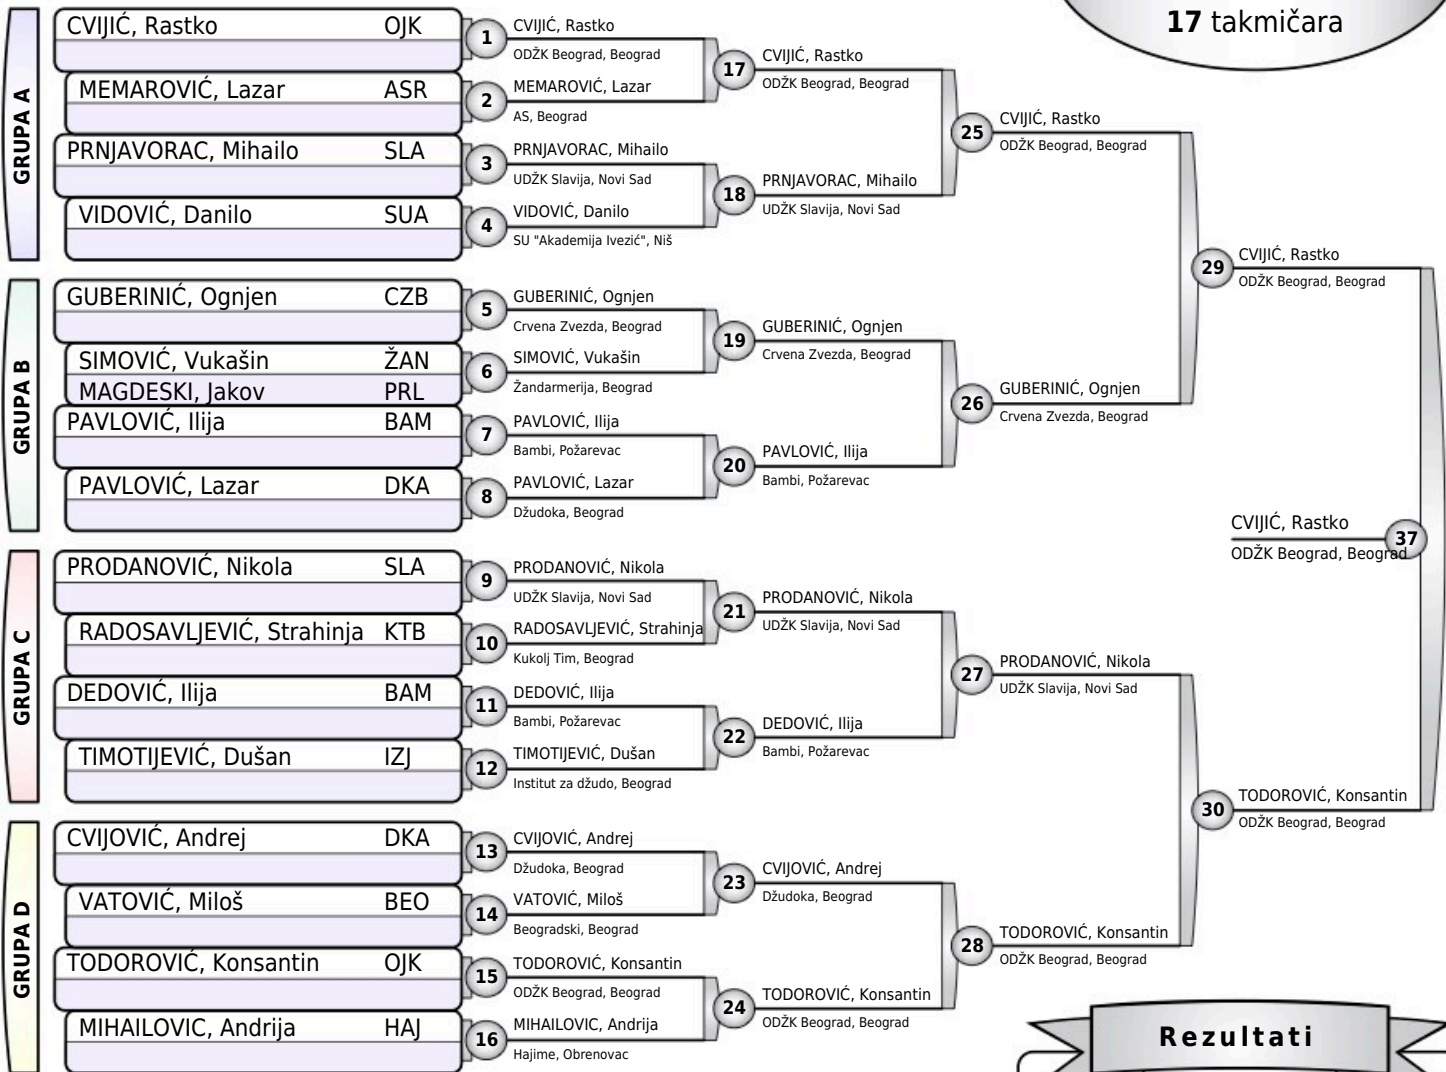 17 takmičara
GRUPA A
CVIJIĆ, Rastko OJK
MEMAROVIĆ, Lazar ASR
PRNJAVORAC, Mihailo SLA
VIDOVIĆ, Danilo SUA
GRUPA B
GUBERINIĆ, Ognjen CZB
SIMOVIĆ, Vukašin ŽAN
MAGDESKI, Jakov PRL
PAVLOVIĆ, Ilija BAM
PAVLOVIĆ, Lazar DKA
GRUPA C
PRODANOVIĆ, Nikola SLA
RADOSAVLJEVIĆ, Strahinja KTB
DEDOVIĆ, Ilija BAM
TIMOTIJEVIĆ, Dušan IZJ
GRUPA D
CVIJOVIĆ, Andrej DKA
VATOVIĆ, Miloš BEO
TODOROVIĆ, Konsantin OJK
MIHAILOVIC, Andrija HAJ
1 CVIJIĆ, Rastko
ODŽK Beograd, Beograd
2 MEMAROVIĆ, Lazar
AS, Beograd
3 PRNJAVORAC, Mihailo
UDŽK Slavija, Novi Sad
4 VIDOVIĆ, Danilo
SU "Akademija Ivezić", Niš
5 GUBERINIĆ, Ognjen
Crvena Zvezda, Beograd
6 SIMOVIĆ, Vukašin
Žandarmerija, Beograd
7 PAVLOVIĆ, Ilija
Bambi, Požarevac
8 PAVLOVIĆ, Lazar
Džudoka, Beograd
9 PRODANOVIĆ, Nikola
UDŽK Slavija, Novi Sad
10 RADOSAVLJEVIĆ, Strahinja
Kukolj Tim, Beograd
11 DEDOVIĆ, Ilija
Bambi, Požarevac
12 TIMOTIJEVIĆ, Dušan
Institut za džudo, Beograd
13 CVIJOVIĆ, Andrej
Džudoka, Beograd
14 VATOVIĆ, Miloš
Beogradski, Beograd
15 TODOROVIĆ, Konsantin
ODŽK Beograd, Beograd
16 MIHAILOVIC, Andrija
Hajime, Obrenovac
17 CVIJIĆ, Rastko
ODŽK Beograd, Beograd
18 PRNJAVORAC, Mihailo
UDŽK Slavija, Novi Sad
19 GUBERINIĆ, Ognjen
Crvena Zvezda, Beograd
20 PAVLOVIĆ, Ilija
Bambi, Požarevac
21 PRODANOVIĆ, Nikola
UDŽK Slavija, Novi Sad
22 DEDOVIĆ, Ilija
Bambi, Požarevac
23 CVIJOVIĆ, Andrej
Džudoka, Beograd
24 TODOROVIĆ, Konsantin
ODŽK Beograd, Beograd
25 CVIJIĆ, Rastko
ODŽK Beograd, Beograd
26 GUBERINIĆ, Ognjen
Crvena Zvezda, Beograd
27 PRODANOVIĆ, Nikola
UDŽK Slavija, Novi Sad
28 TODOROVIĆ, Konsantin
ODŽK Beograd, Beograd
29 CVIJIĆ, Rastko
ODŽK Beograd, Beograd
30 TODOROVIĆ, Konsantin
ODŽK Beograd, Beograd
CVIJIĆ, Rastko 37
ODŽK Beograd, Beograd
Rezultati